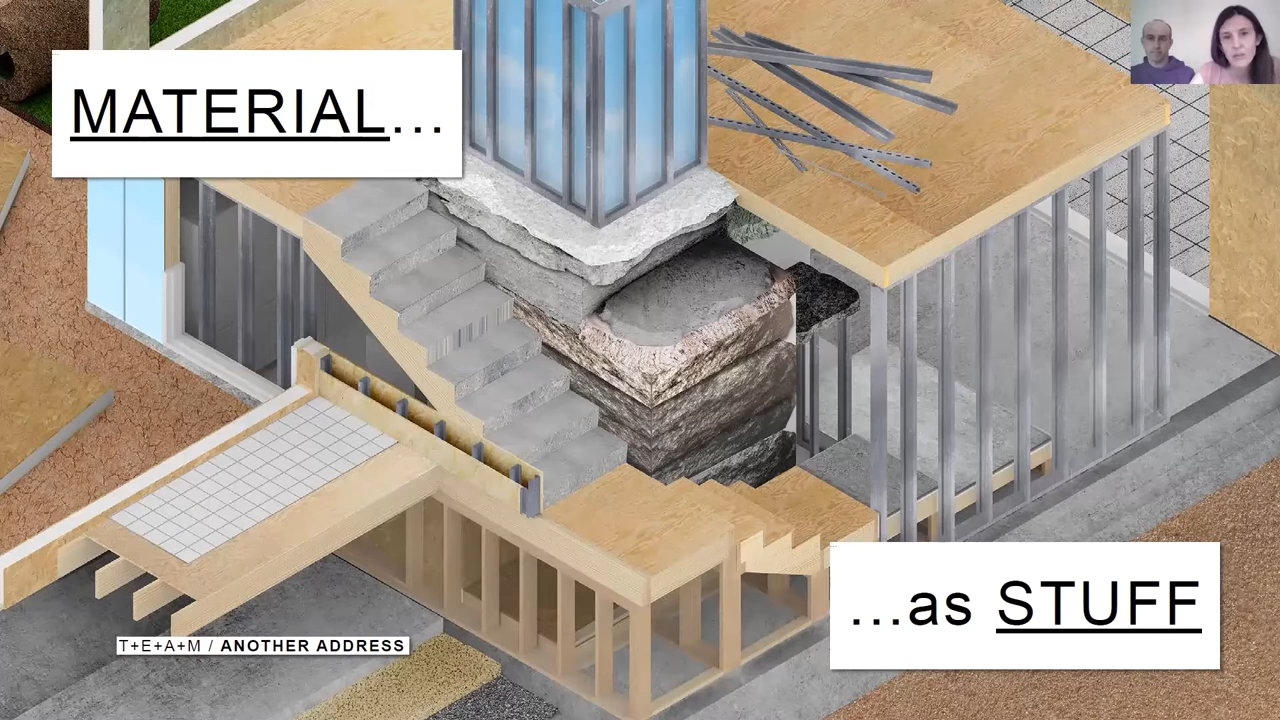 MATERIAL...
...as STUFF
T+E+A+M / ANOTHER ADDRESS